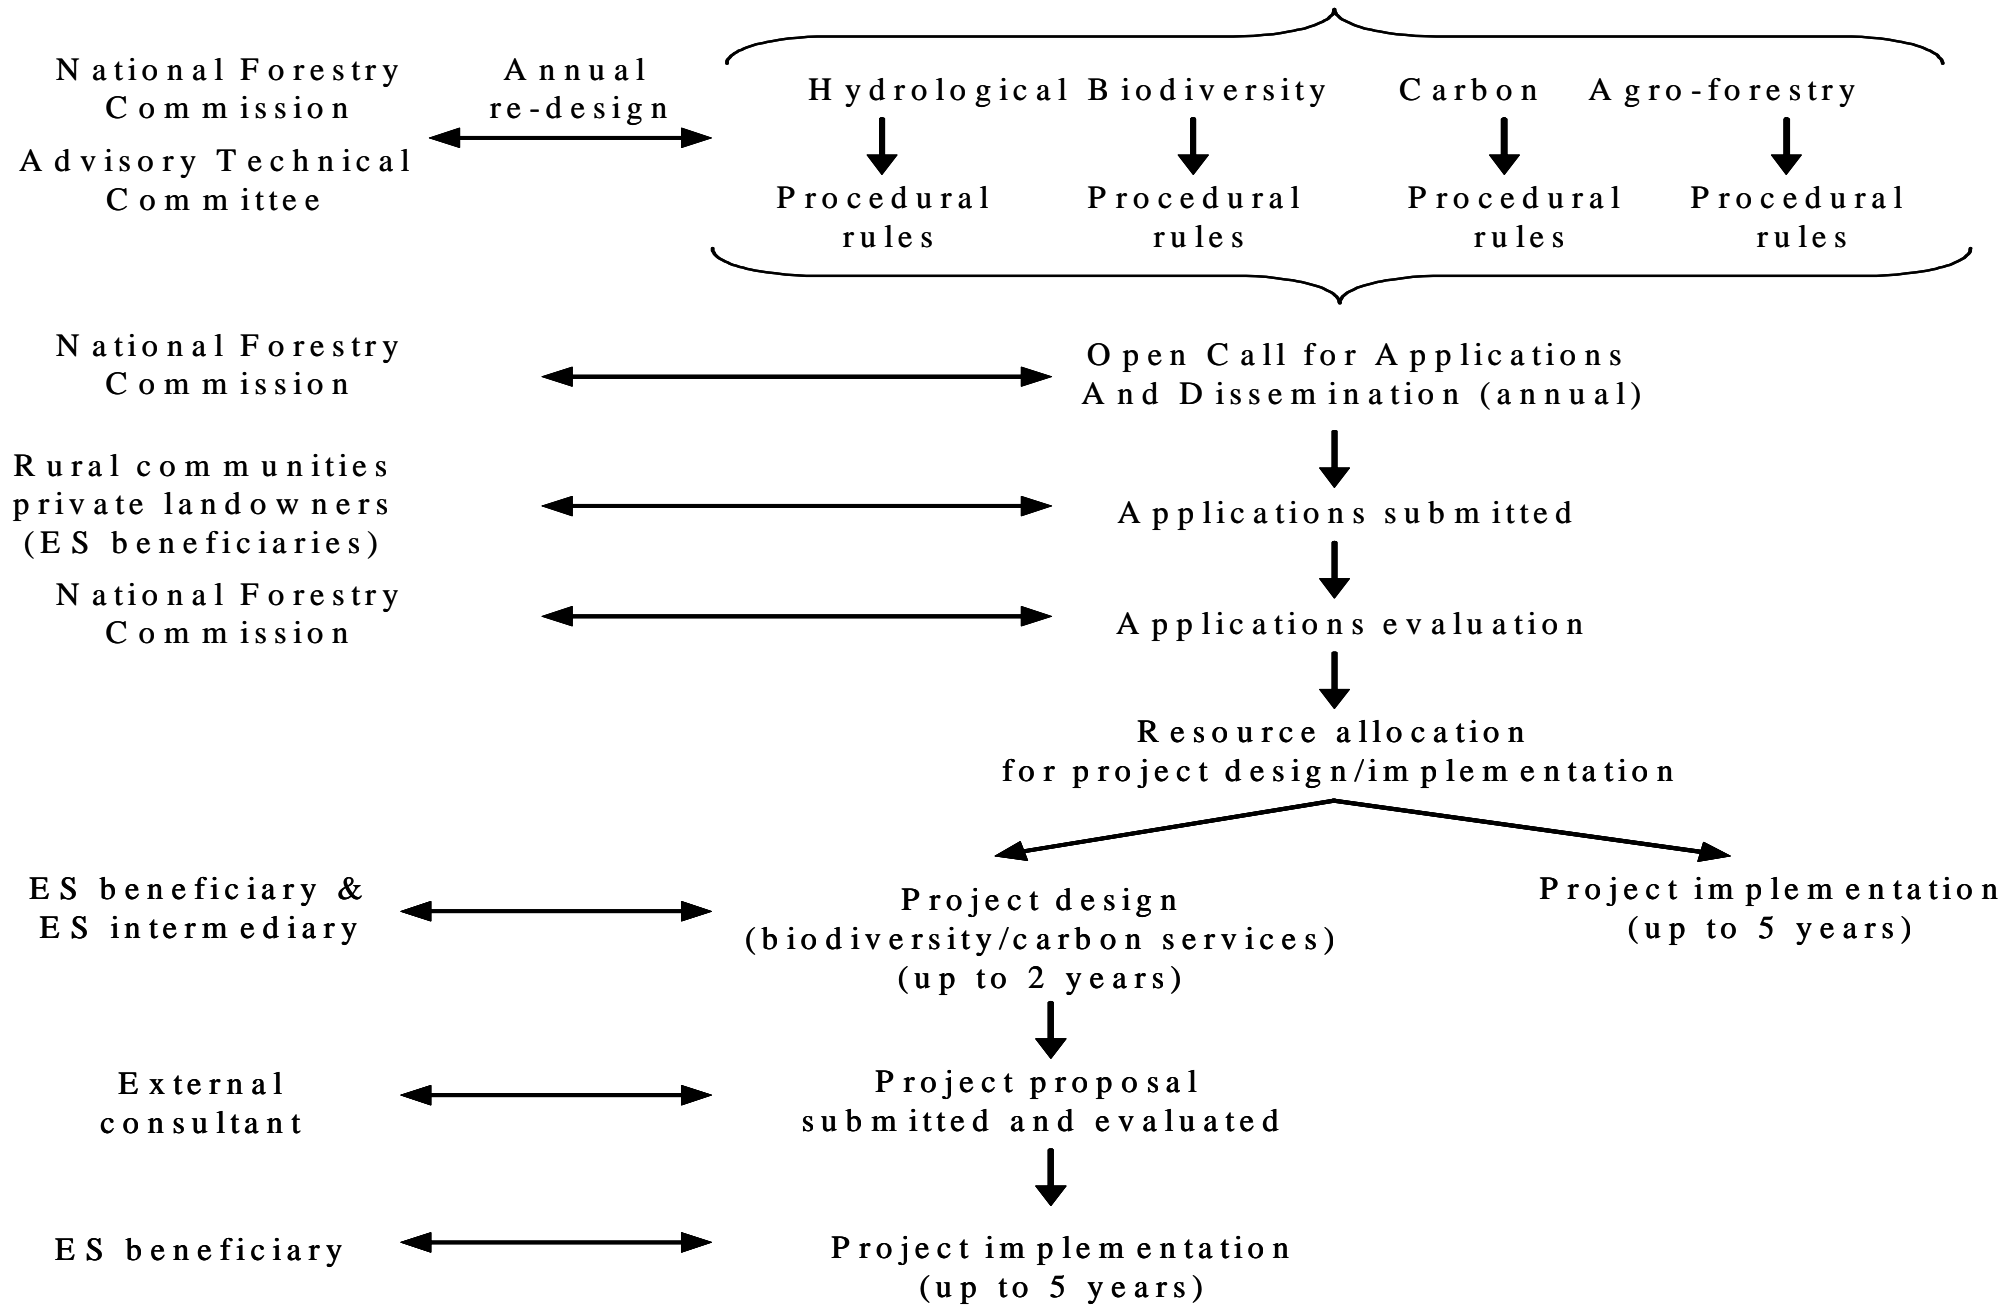 National Forestry
Commission
Advisory Technical
Committee
Annual
re-design
Hydrological Biodiversity Carbon Agro-forestry
Procedural Procedural Procedural Procedural
rules rules rules rules
National Forestry
Commission
Open Call for Applications
And Dissemination (annual)
Rural communities
private landowners
(ES beneficiaries)
Applications submitted
National Forestry
Commission
Applications evaluation
Resource allocation
for project design/implementation
ES beneficiary &
ES intermediary
Project design
(biodiversity/carbon services)
(up to 2 years)
Project implementation
(up to 5 years)
External
consultant
Project proposal
submitted and evaluated
ES beneficiary
Project implementation
(up to 5 years)